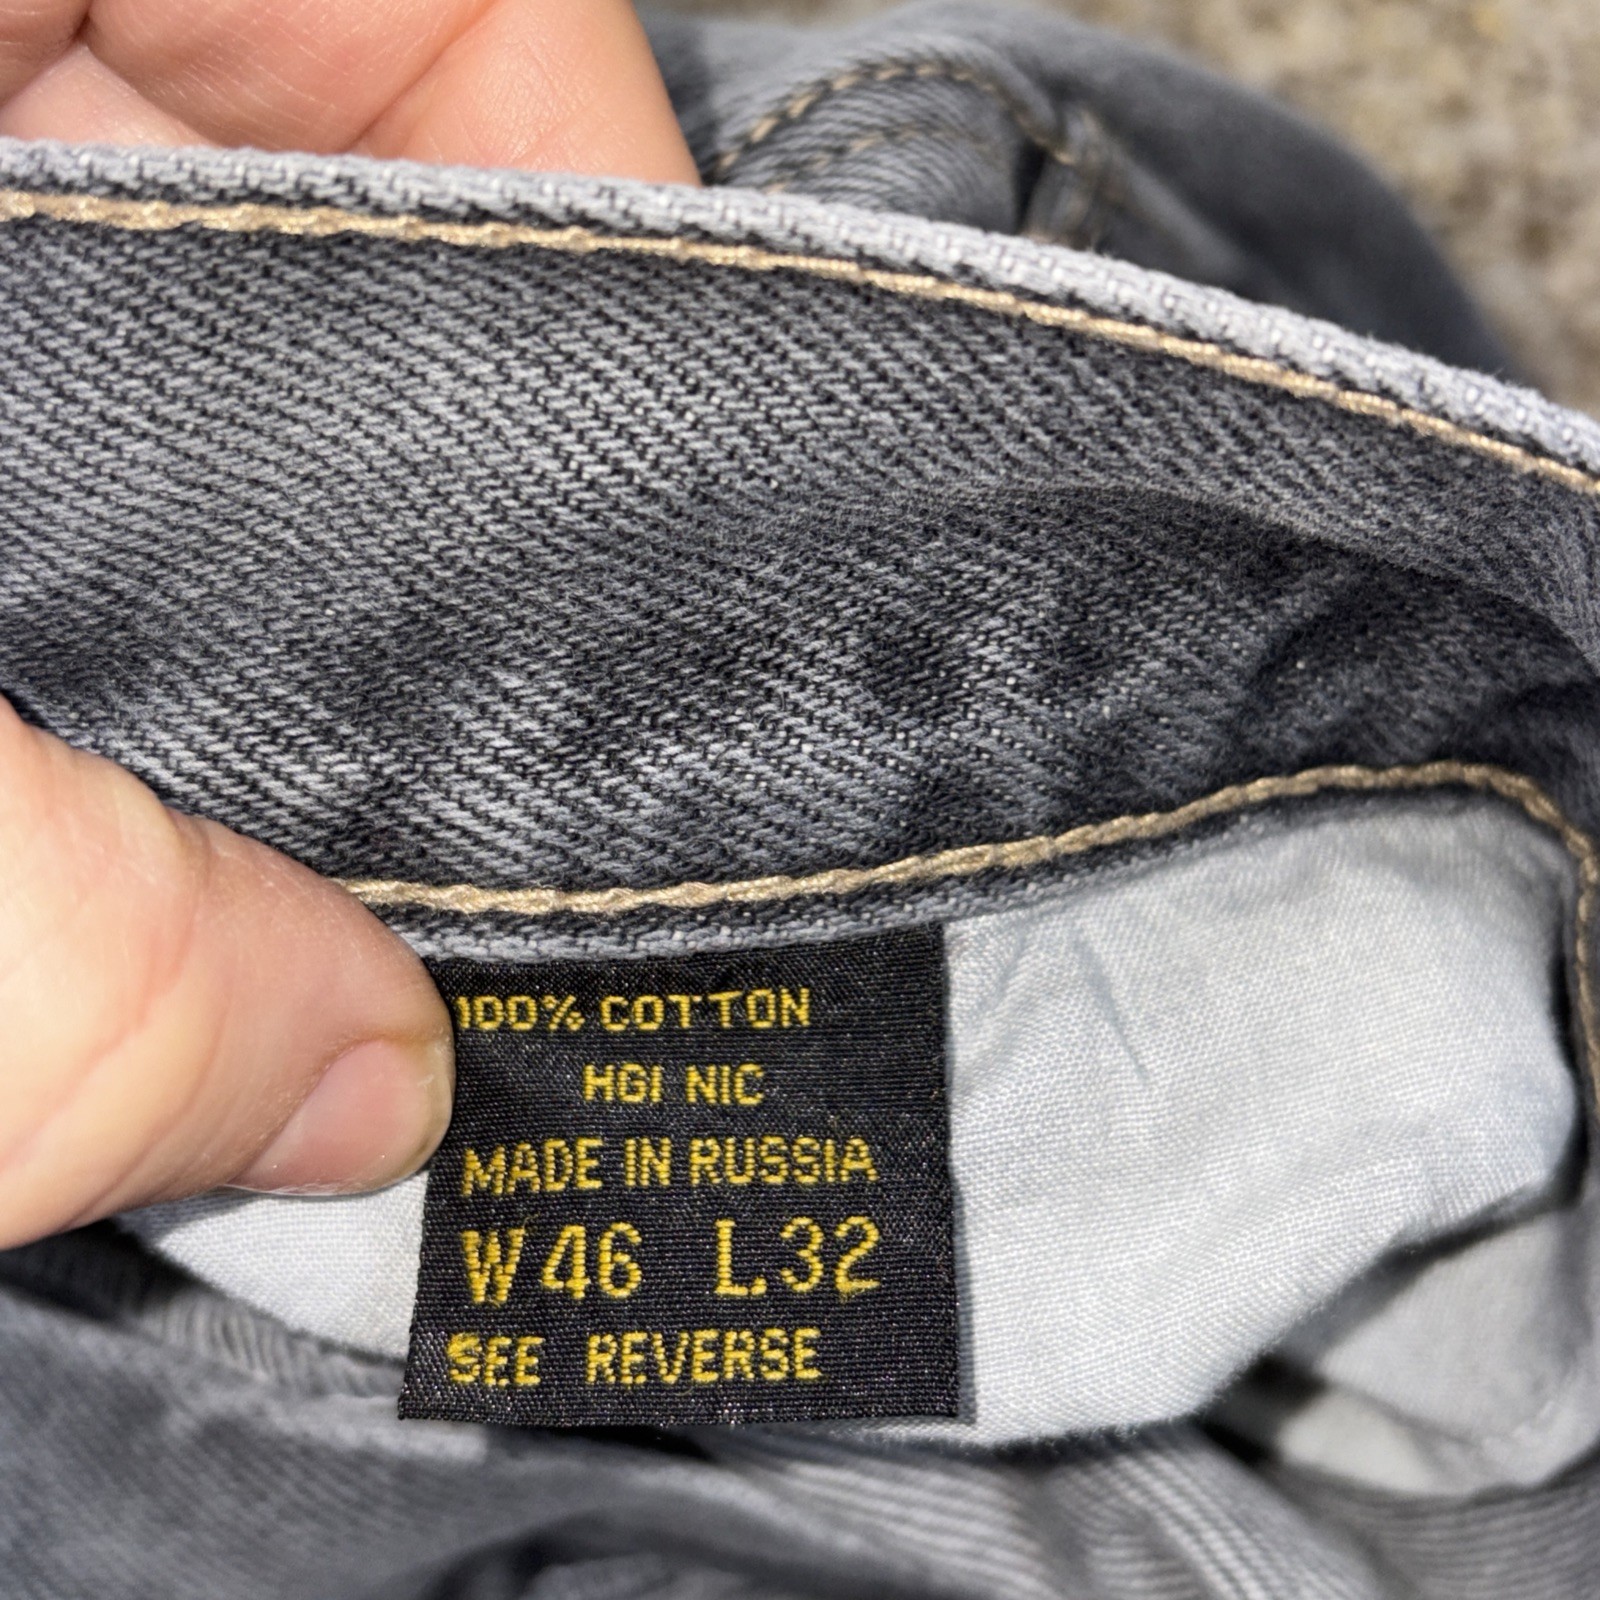 100% COTTON
HGI NIC
MADE IN RUSSIA
W46 L32
SEE REVERSE